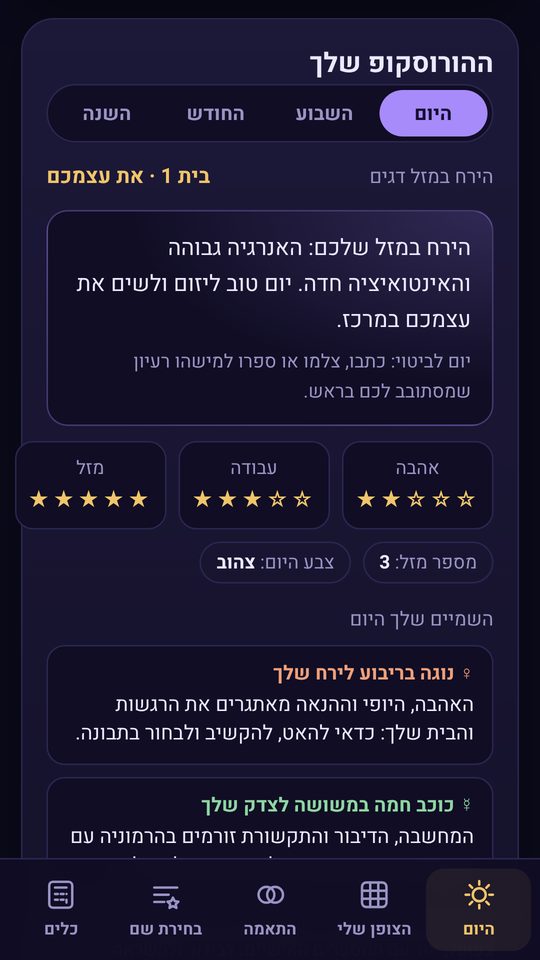 ההורוסקופ שלך
היום השבוע החודש השנה
הירח במזל דגים בית 1 · את עצמכם
הירח במזל שלכם: האנרגיה גבוהה
והאינטואיציה חדה. יום טוב ליזום ולשים את
עצמכם במרכז.
יום לביטוי: כתבו, צלמו או ספרו למישהו רעיון
שמסתובב לכם בראש.
אהבה עבודה מזל
★★☆☆☆ ★★★☆☆ ★★★★★
מספר מזל: 3 צבע היום: צהוב
השמיים שלך היום
♀ נוגה בריבוע לירח שלך
האהבה, היופי וההנאה מאתגרים את הרגשות
והבית שלך: כדאי להאט, להקשיב ולבחור בתבונה.
☿ כוכב חמה במשושה לצדק שלך
המחשבה, הדיבור והתקשורת זורמים בהרמוניה עם
היום הצופן שלי התאמה בחירת שם כלים